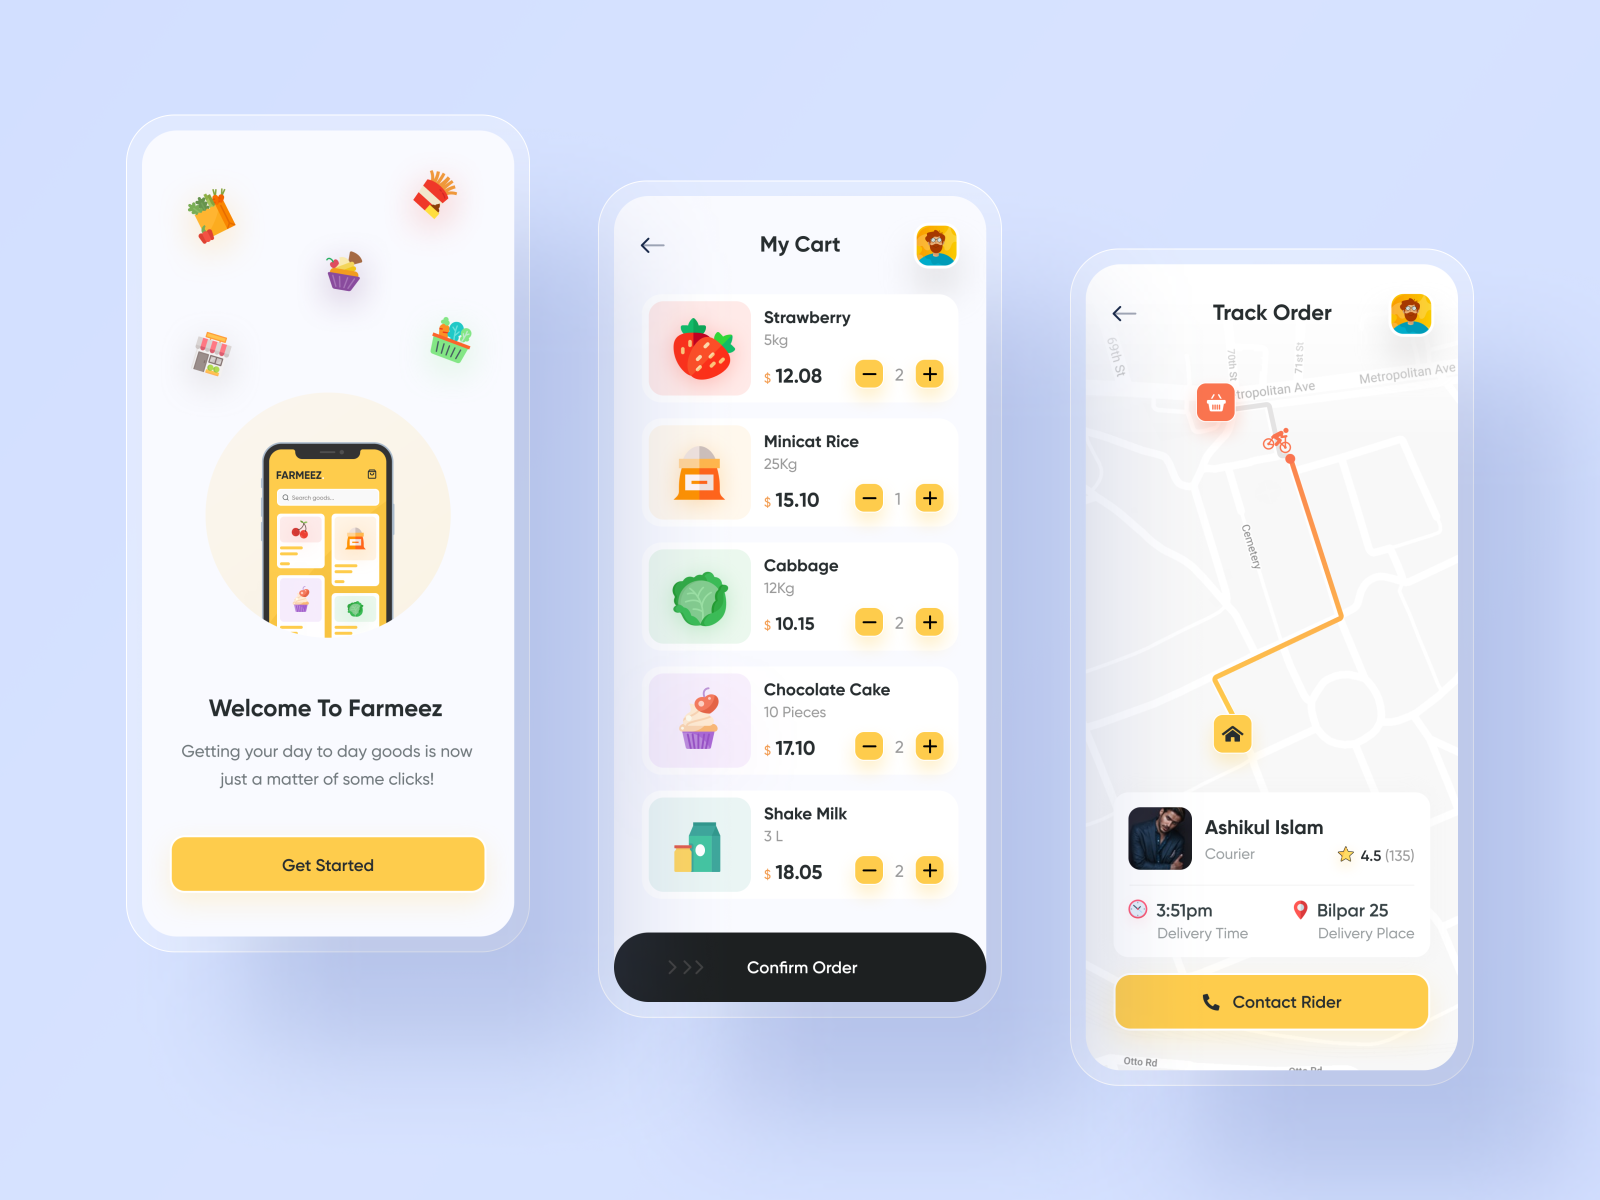 FARMEEZ
Search goods...
Welcome To Farmeez
Getting your day to day goods is now
just a matter of some clicks!
Get Started
My Cart
Strawberry
5kg
$ 12.08
2
Minicat Rice
25Kg
$ 15.10
1
Cabbage
12Kg
$ 10.15
2
Chocolate Cake
10 Pieces
$ 17.10
2
Shake Milk
3 L
$ 18.05
2
Confirm Order
Track Order
69th St
70th St
71st St
tropolitan Ave
Metropolitan Ave
Cemetery
Ashikul Islam
Courier
4.5 (135)
3:51pm
Delivery Time
Bilpar 25
Delivery Place
Contact Rider
Otto Rd
Otto Rd